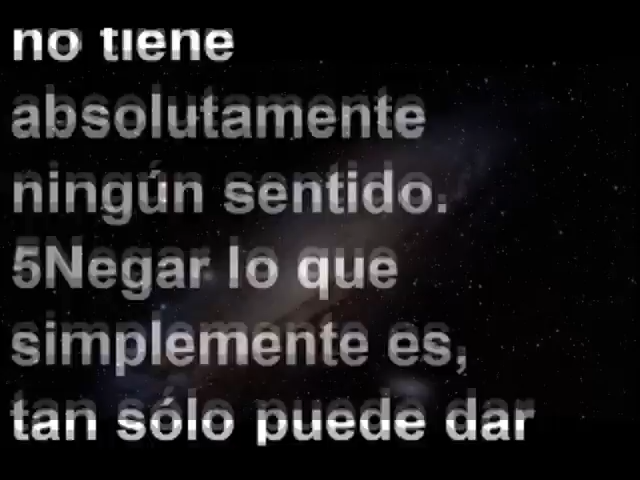 no tiene
absolutamente
ningún sentido.
5Negar lo que
simplemente es,
tan sólo puede dar